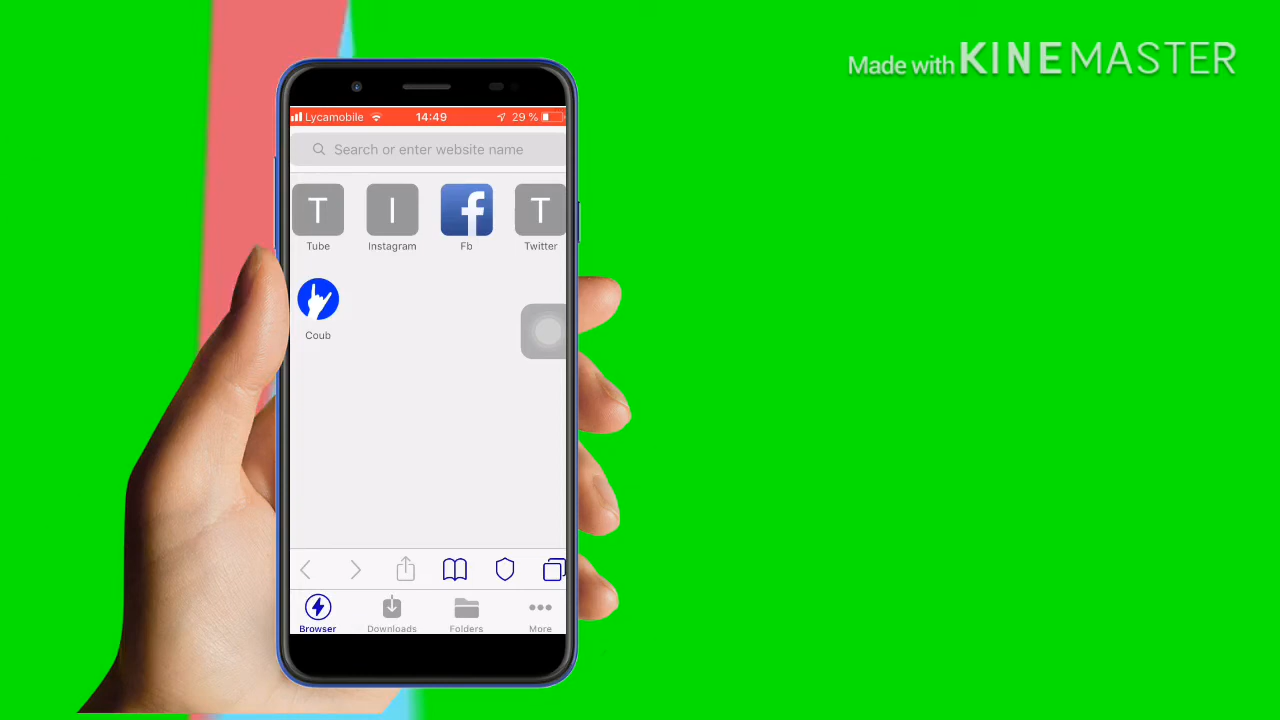 Made with KINEMASTER
Lycamobile 14:49 29 %
Search or enter website name
T I f T
Tube Instagram Fb Twitter
Coub
Browser Downloads Folders More